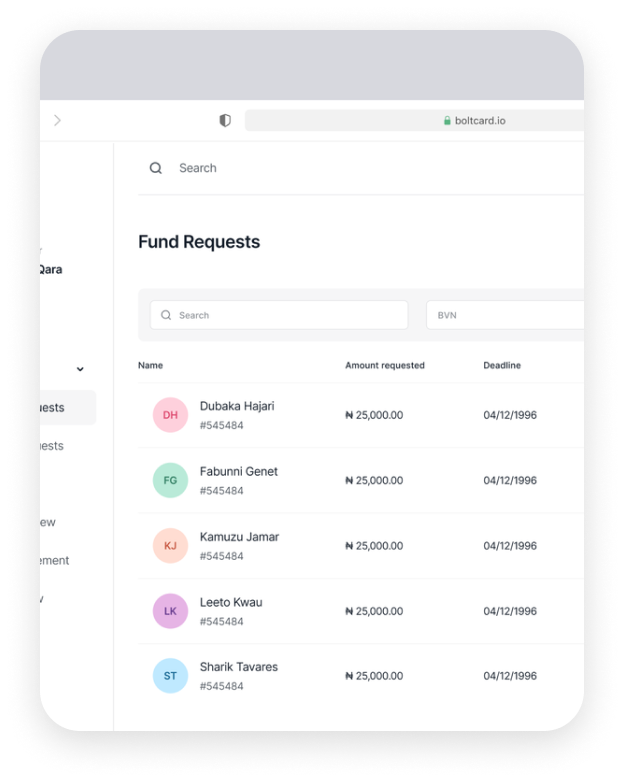 boltcard.io
Search
Fund Requests
Qara
Search
BVN
Name Amount requested Deadline
uests
DH Dubaka Hajari ₦ 25,000.00 04/12/1996
#545484
uests
FG Fabunni Genet ₦ 25,000.00 04/12/1996
#545484
ew
KJ Kamuzu Jamar ₦ 25,000.00 04/12/1996
#545484
ement
LK Leeto Kwau ₦ 25,000.00 04/12/1996
#545484
ST Sharik Tavares ₦ 25,000.00 04/12/1996
#545484